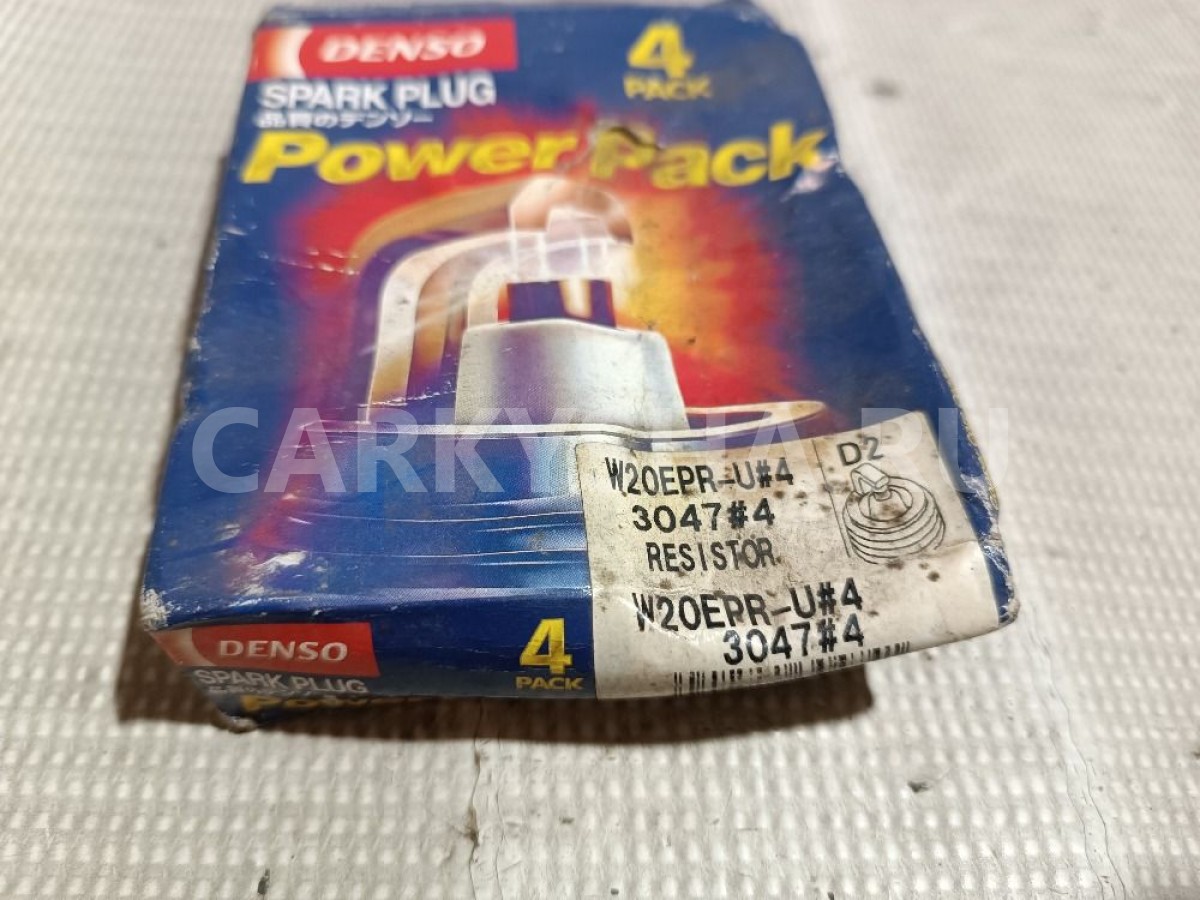 DENSO
4
PACK
SPARK PLUG
品質のデンソー
Power Pack
W20EPR-U#4
3047#4
RESISTOR
D2
W20EPR-U#4
3047#4
DENSO
4
PACK
SPARK PLUG
Power